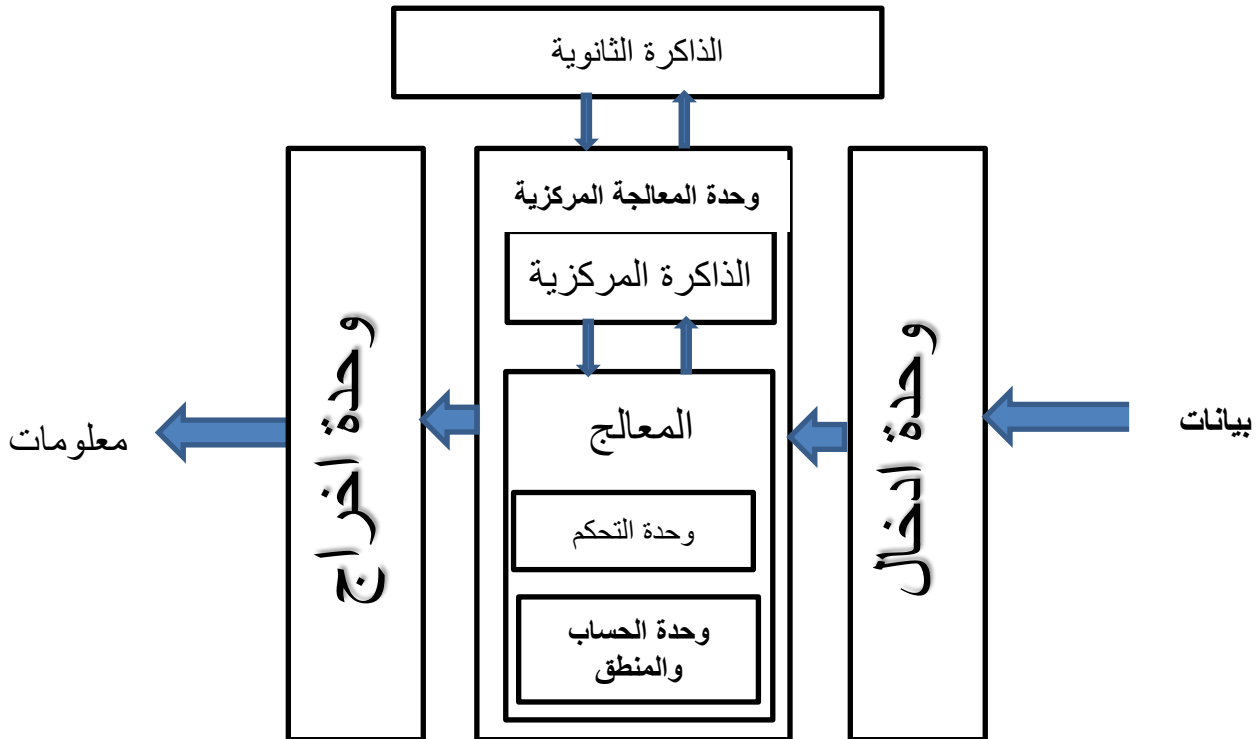 الذاكرة الثانوية
وحدة المعالجة المركزية
الذاكرة المركزية
بيانات
وحدة ادخال
المعالج
وحدة التحكم
وحدة الحساب
والمنطق
وحدة اخراج
معلومات